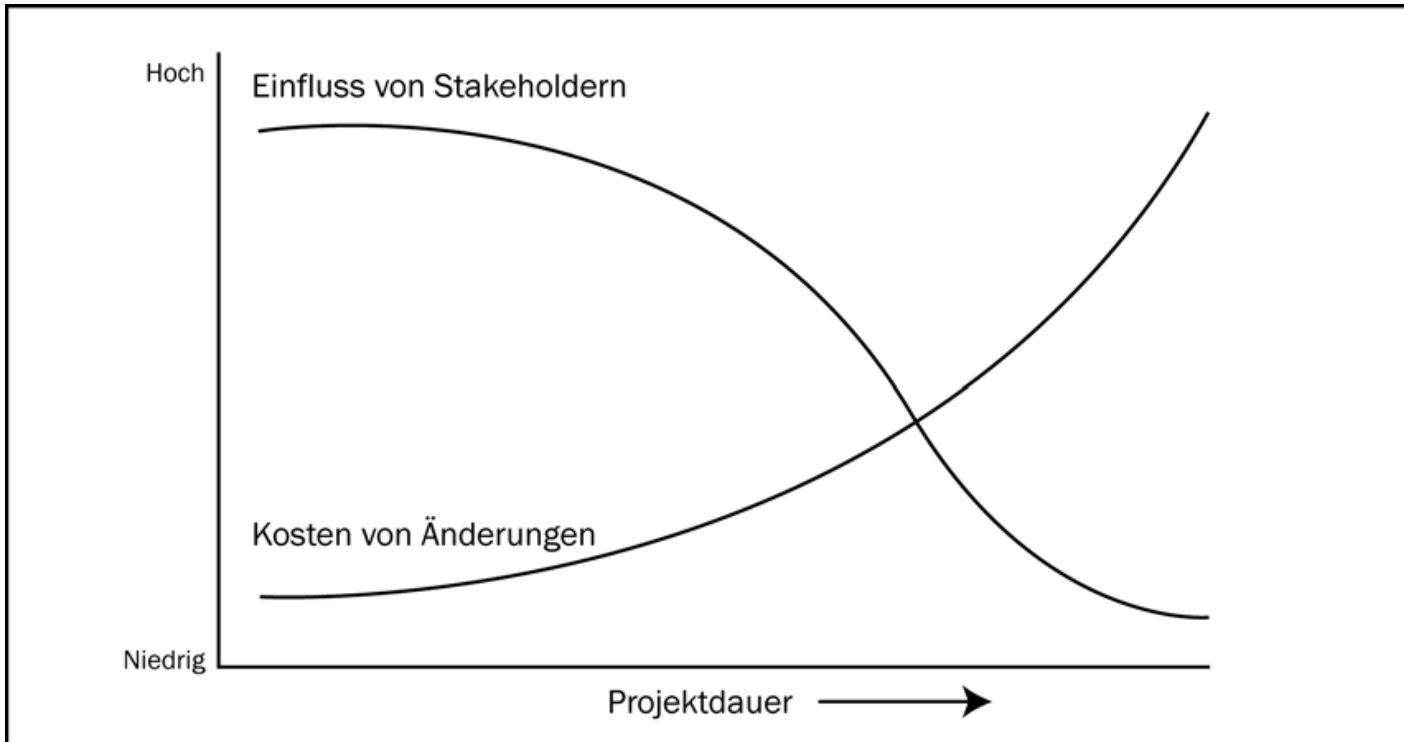 Hoch
Einfluss von Stakeholdern
Kosten von Änderungen
Niedrig
Projektdauer